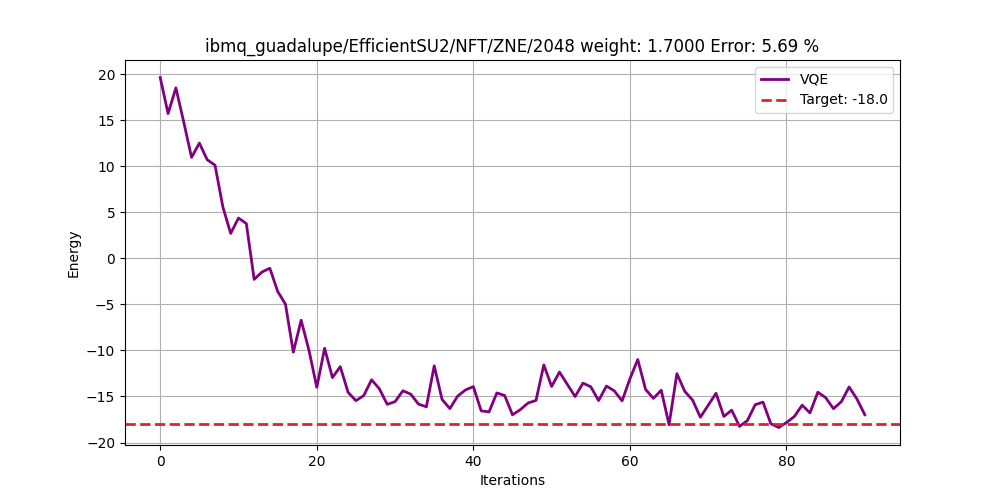 ibmq_guadalupe/EfficientSU2/NFT/ZNE/2048 weight: 1.7000 Error: 5.69 %
VQE
Target: -18.0
Energy
20
15
10
5
0
−5
−10
−15
−20
0 20 40 60 80
Iterations